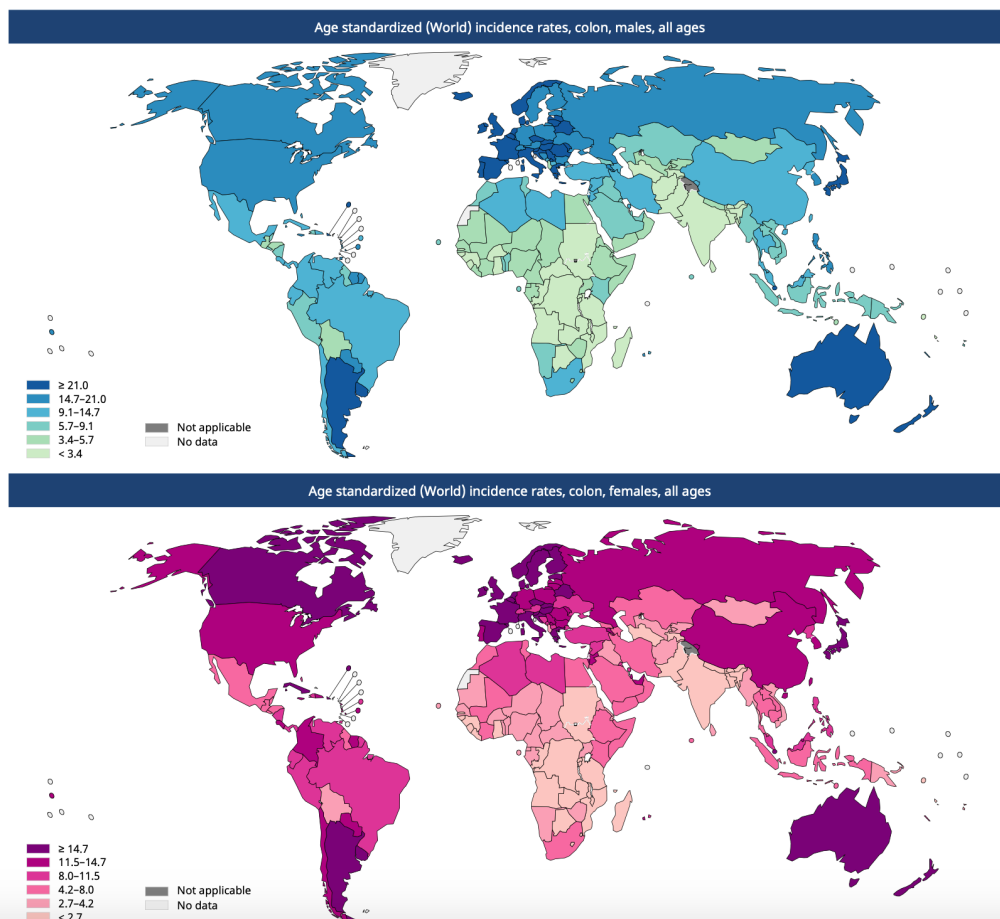 Age standardized (World) incidence rates, colon, males, all ages
≥ 21.0
14.7–21.0
9.1–14.7
5.7–9.1
3.4–5.7
< 3.4
Not applicable
No data
Age standardized (World) incidence rates, colon, females, all ages
≥ 14.7
11.5–14.7
8.0–11.5
4.2–8.0
2.7–4.2
< 2.7
Not applicable
No data